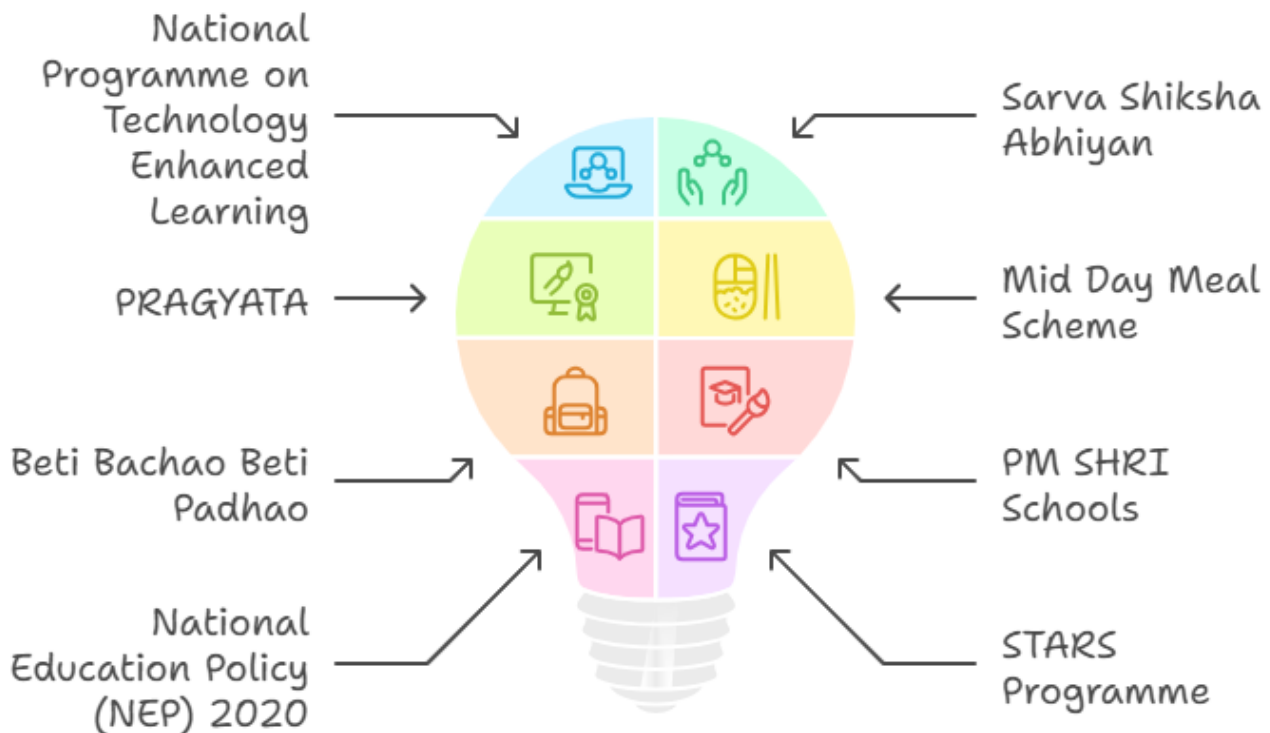 National
Programme on
Technology
Enhanced
Learning
Sarva Shiksha
Abhiyan
PRAGYATA
Mid Day Meal
Scheme
Beti Bachao Beti
Padhao
PM SHRI
Schools
National
Education Policy
(NEP) 2020
STARS
Programme